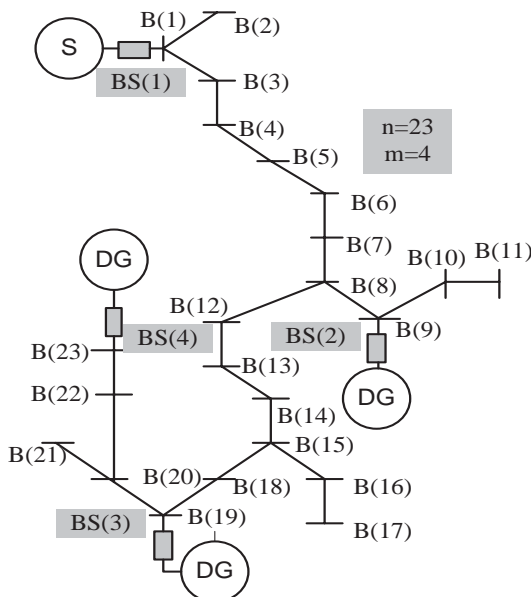 B(1)
B(2)
S
BS(1)
B(3)
B(4)
n=23
m=4
B(5)
B(6)
B(7)
B(10)
B(11)
DG
B(8)
B(12)
BS(4)
BS(2)
B(9)
B(23)
B(13)
B(22)
DG
B(14)
B(21)
B(15)
B(20)
B(18)
B(16)
BS(3)
B(19)
B(17)
DG